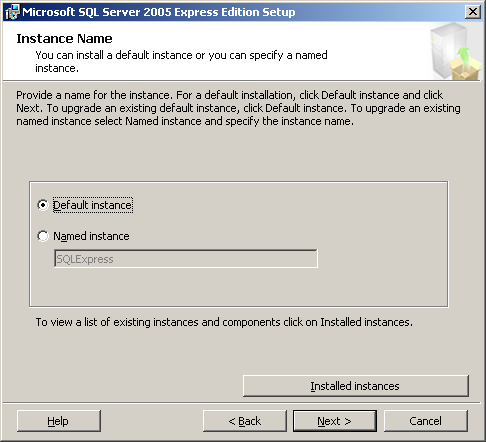 Microsoft SQL Server 2005 Express Edition Setup
Instance Name
You can install a default instance or you can specify a named
instance.
Provide a name for the instance. For a default installation, click Default instance and click
Next. To upgrade an existing default instance, click Default instance. To upgrade an existing
named instance select Named instance and specify the instance name.
Default instance
Named instance
SQLExpress
To view a list of existing instances and components click on Installed instances.
Installed instances
Help
< Back
Next >
Cancel